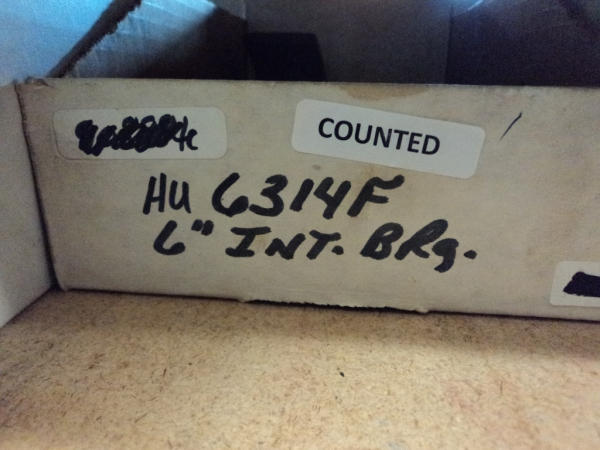 COUNTED
HU 6314F
6" INT. BRg.